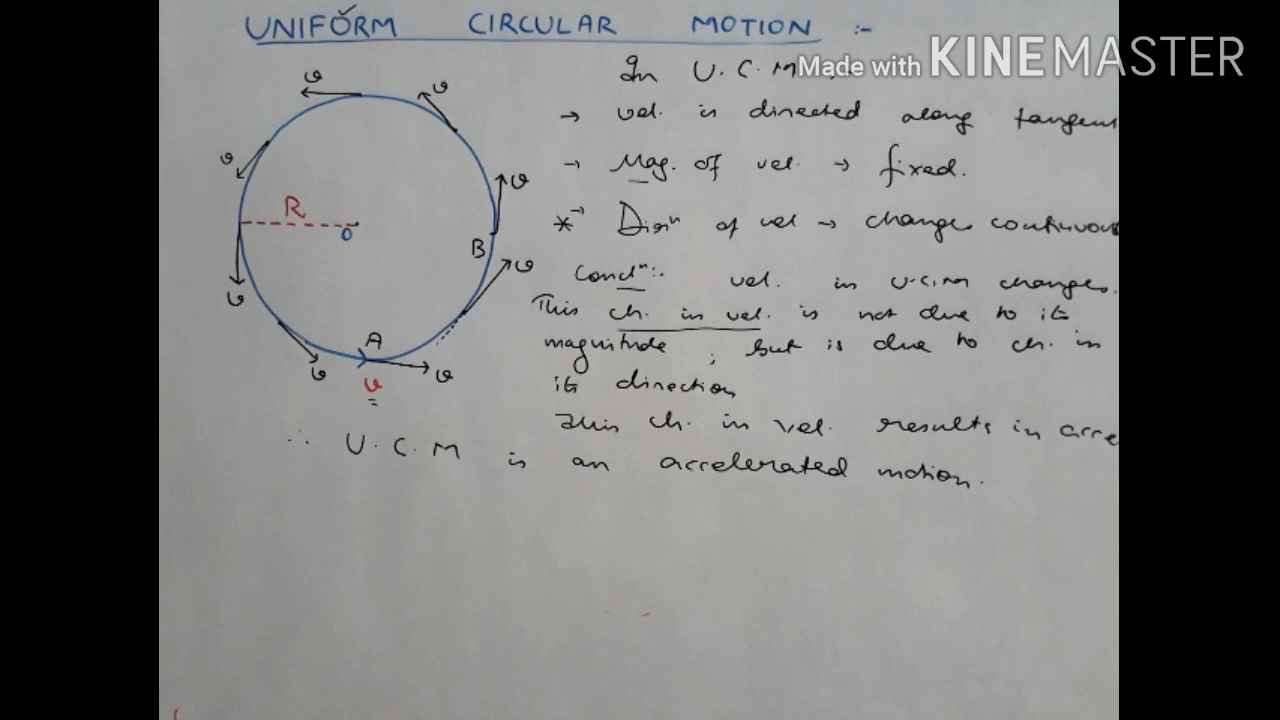 UNIFORM CIRCULAR MOTION :-
In U.C.M
Made with KINEMASTER
→ vel. is directed along tangent
→ Mag. of vel. → fixed.
*→ Dirⁿ of vel → changes continuous
Conclⁿ:- vel. in U.C.M changes.
This ch. in vel. is not due to its
magnitude, but is due to ch. in
its direction
This ch. in vel. results in acce
∴ U.C.M is an accelerated motion.
v
v
v
v
R
O
B
v
v
A
v
v
v